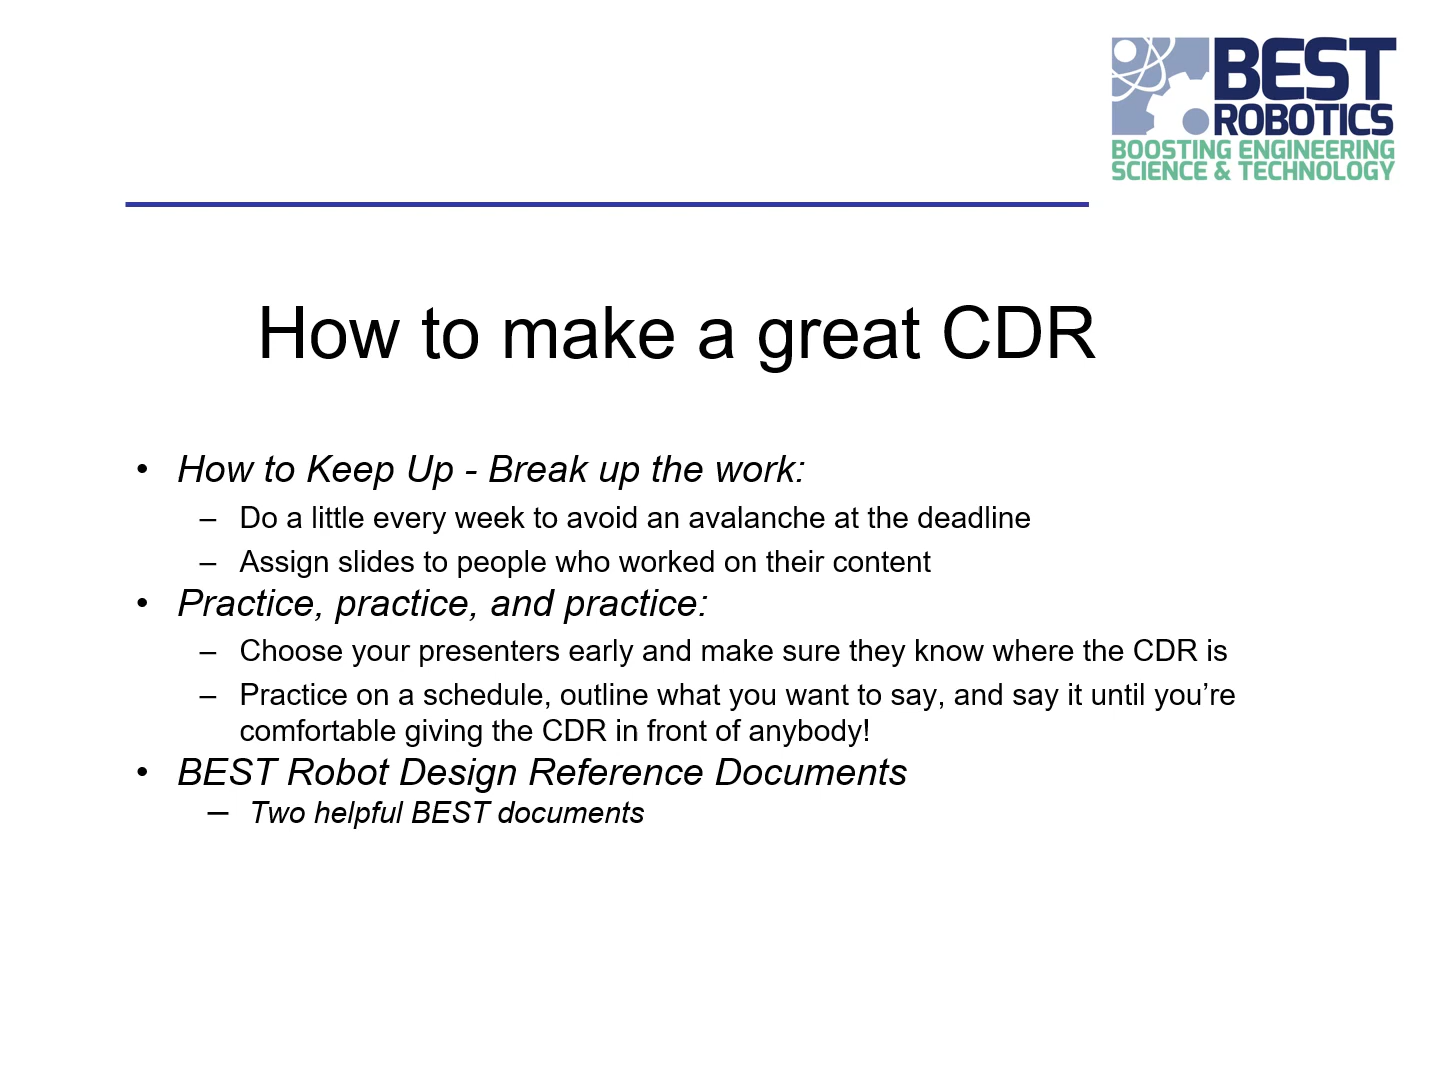 BEST
ROBOTICS
BOOSTING ENGINEERING
SCIENCE & TECHNOLOGY
How to make a great CDR
• How to Keep Up - Break up the work:
– Do a little every week to avoid an avalanche at the deadline
– Assign slides to people who worked on their content
• Practice, practice, and practice:
– Choose your presenters early and make sure they know where the CDR is
– Practice on a schedule, outline what you want to say, and say it until you’re
comfortable giving the CDR in front of anybody!
• BEST Robot Design Reference Documents
– Two helpful BEST documents